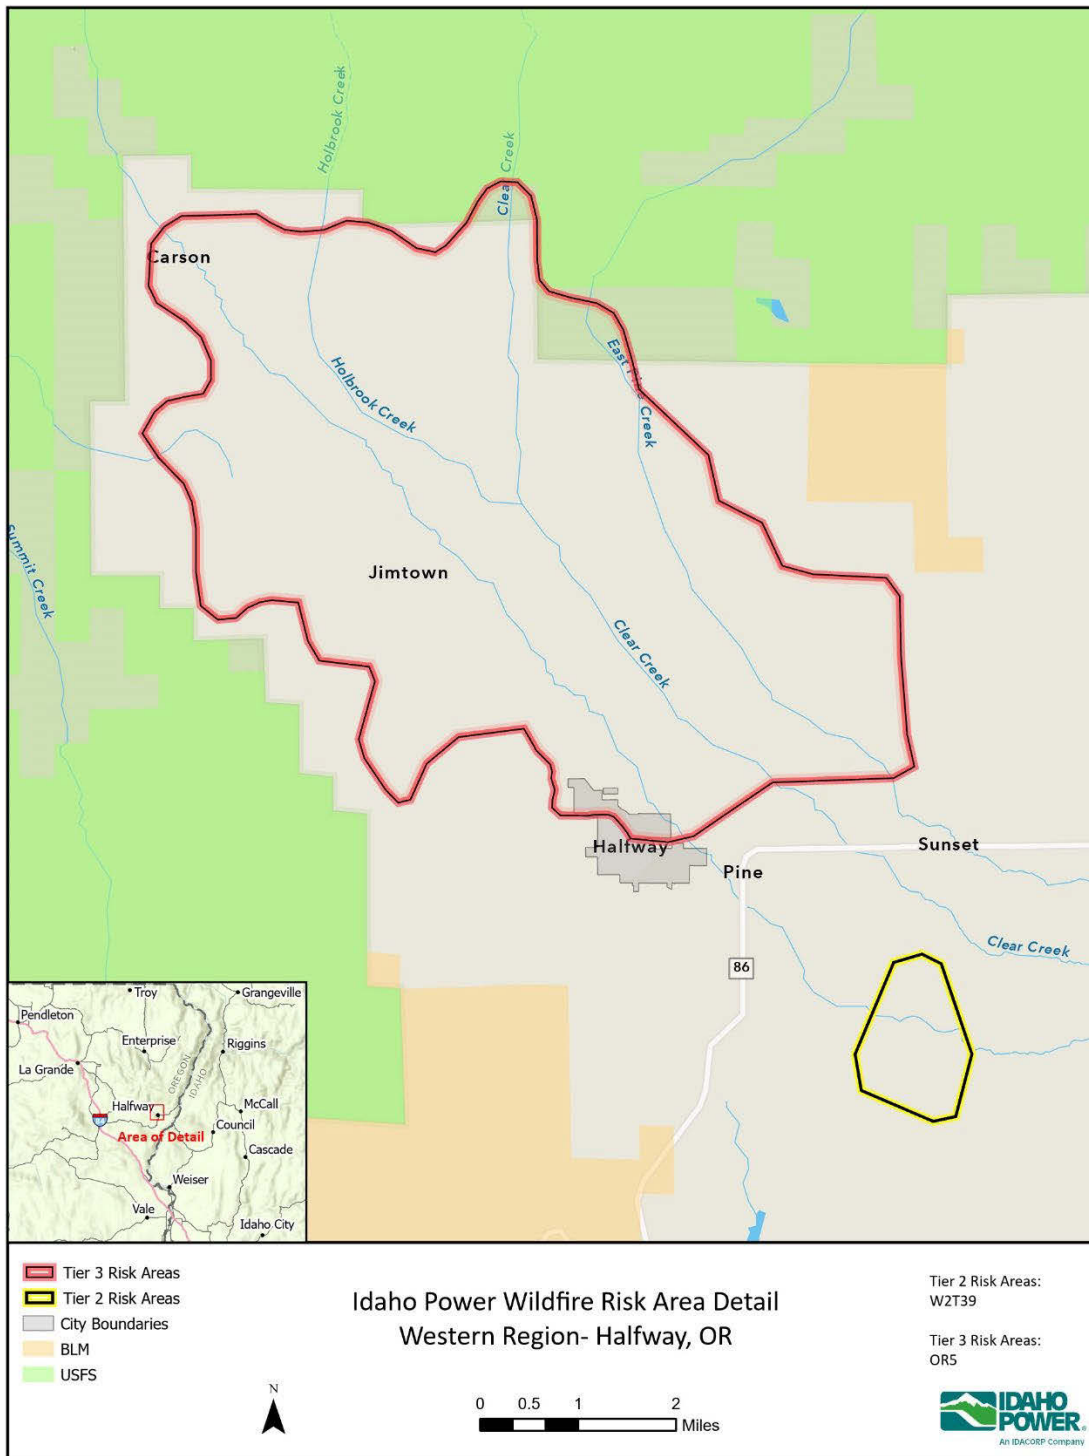 Holbrook Creek
Clear Creek
Carson
East Pine Creek
Holbrook Creek
Summit Creek
Jimtown
Clear Creek
Halfway
Sunset
Pine
Clear Creek
86
Troy
Grangeville
Pendleton
Enterprise
Riggins
La Grande
OREGON
IDAHO
Halfway
McCall
Area of Detail
Council
Cascade
Weiser
Vale
Idaho City
Tier 3 Risk Areas
Tier 2 Risk Areas
City Boundaries
BLM
USFS
Idaho Power Wildfire Risk Area Detail
Western Region- Halfway, OR
N
0 0.5 1 2
Miles
Tier 2 Risk Areas:
W2T39
Tier 3 Risk Areas:
OR5
IDAHO
POWER®
An IDACORP Company